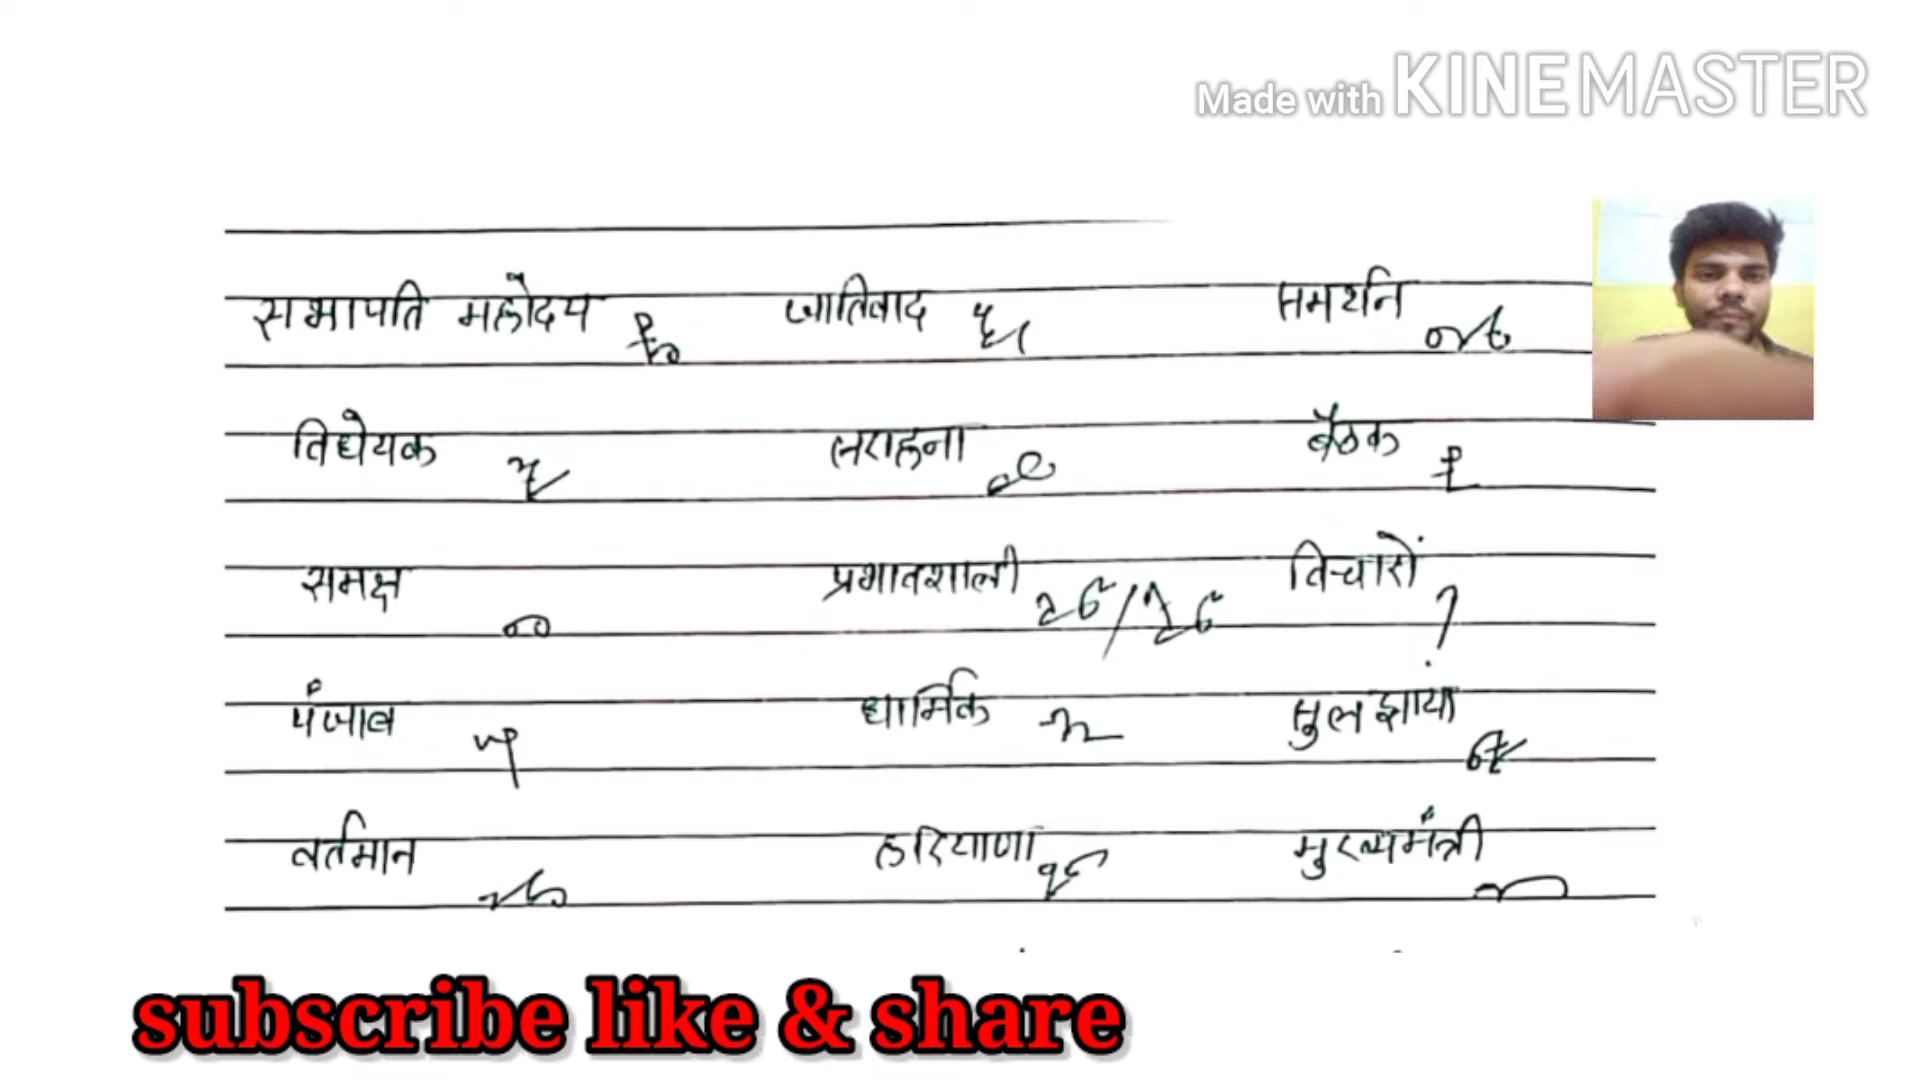 Made with KINEMASTER
सभापति महोदय जातिवाद समर्थन
विधेयक सराहना बैठक
समक्ष प्रभावशाली विचारों
पंजाब धार्मिक सुलझाया
वर्तमान हरियाणा मुख्यमंत्री
subscribe like & share